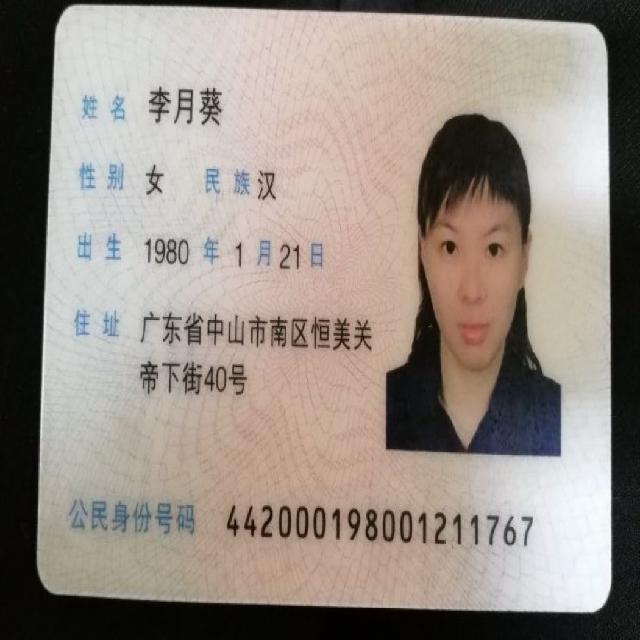 姓名 李月葵
性别 女 民族 汉
出生 1980 年 1 月 21 日
住址 广东省中山市南区恒美关
帝下街40号
公民身份号码 442000198001211767